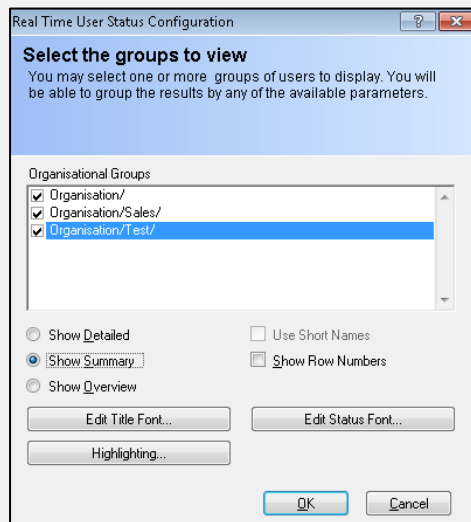 Real Time User Status Configuration
Select the groups to view
You may select one or more groups of users to display. You will
be able to group the results by any of the available parameters.
Organisational Groups
Organisation/
Organisation/Sales/
Organisation/Test/
Show Detailed
Use Short Names
Show Summary
Show Row Numbers
Show Overview
Edit Title Font...
Edit Status Font...
Highlighting...
OK
Cancel